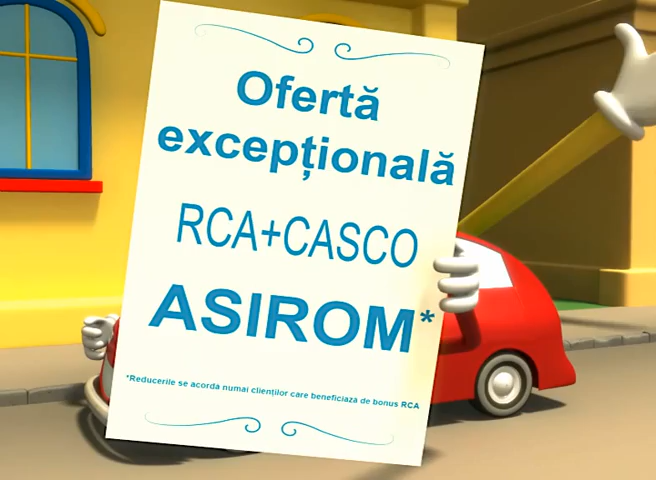 Ofertă
excepțională
RCA+CASCO
ASIROM*
*Reducerile se acordă numai clienților care beneficiază de bonus RCA